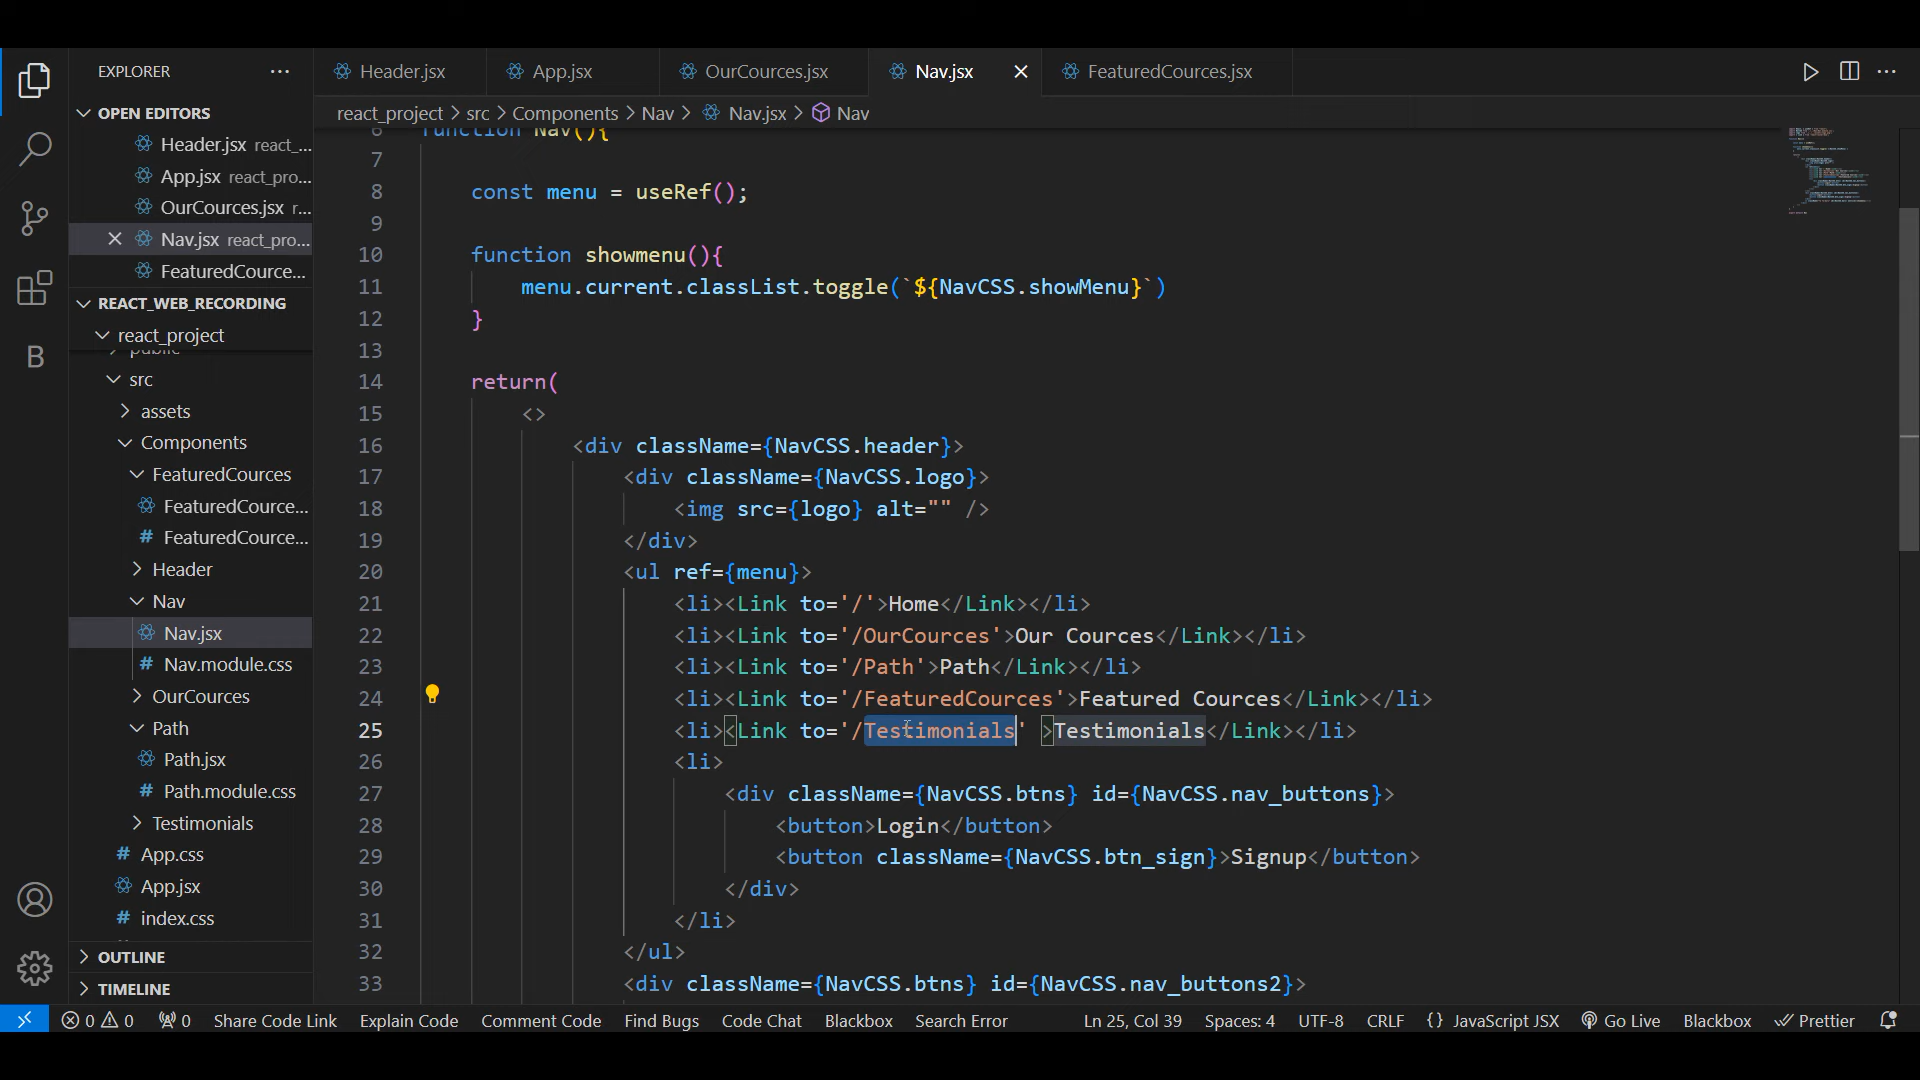 EXPLORER
OPEN EDITORS
Header.jsx react_...
App.jsx react_pro...
OurCources.jsx r...
Nav.jsx react_pro...
FeaturedCource...
REACT_WEB_RECORDING
react_project
public
src
assets
Components
FeaturedCources
FeaturedCource...
# FeaturedCource...
Header
Nav
Nav.jsx
# Nav.module.css
OurCources
Path
Path.jsx
# Path.module.css
Testimonials
# App.css
App.jsx
# index.css
OUTLINE
TIMELINE
B
Header.jsx App.jsx OurCources.jsx Nav.jsx FeaturedCources.jsx
react_project > src > Components > Nav > Nav.jsx > Nav
6 function Nav(){
7
8 const menu = useRef();
9
10 function showmenu(){
11 menu.current.classList.toggle(`${NavCSS.showMenu}`)
12 }
13
14 return(
15 <>
16 <div className={NavCSS.header}>
17 <div className={NavCSS.logo}>
18 <img src={logo} alt="" />
19 </div>
20 <ul ref={menu}>
21 <li><Link to='/'>Home</Link></li>
22 <li><Link to='/OurCources'>Our Cources</Link></li>
23 <li><Link to='/Path'>Path</Link></li>
24 <li><Link to='/FeaturedCources'>Featured Cources</Link></li>
25 <li><Link to='/Testimonials' >Testimonials</Link></li>
26 <li>
27 <div className={NavCSS.btns} id={NavCSS.nav_buttons}>
28 <button>Login</button>
29 <button className={NavCSS.btn_sign}>Signup</button>
30 </div>
31 </li>
32 </ul>
33 <div className={NavCSS.btns} id={NavCSS.nav_buttons2}>
0 0 0 Share Code Link Explain Code Comment Code Find Bugs Code Chat Blackbox Search Error Ln 25, Col 39 Spaces: 4 UTF-8 CRLF {} JavaScript JSX Go Live Blackbox Prettier